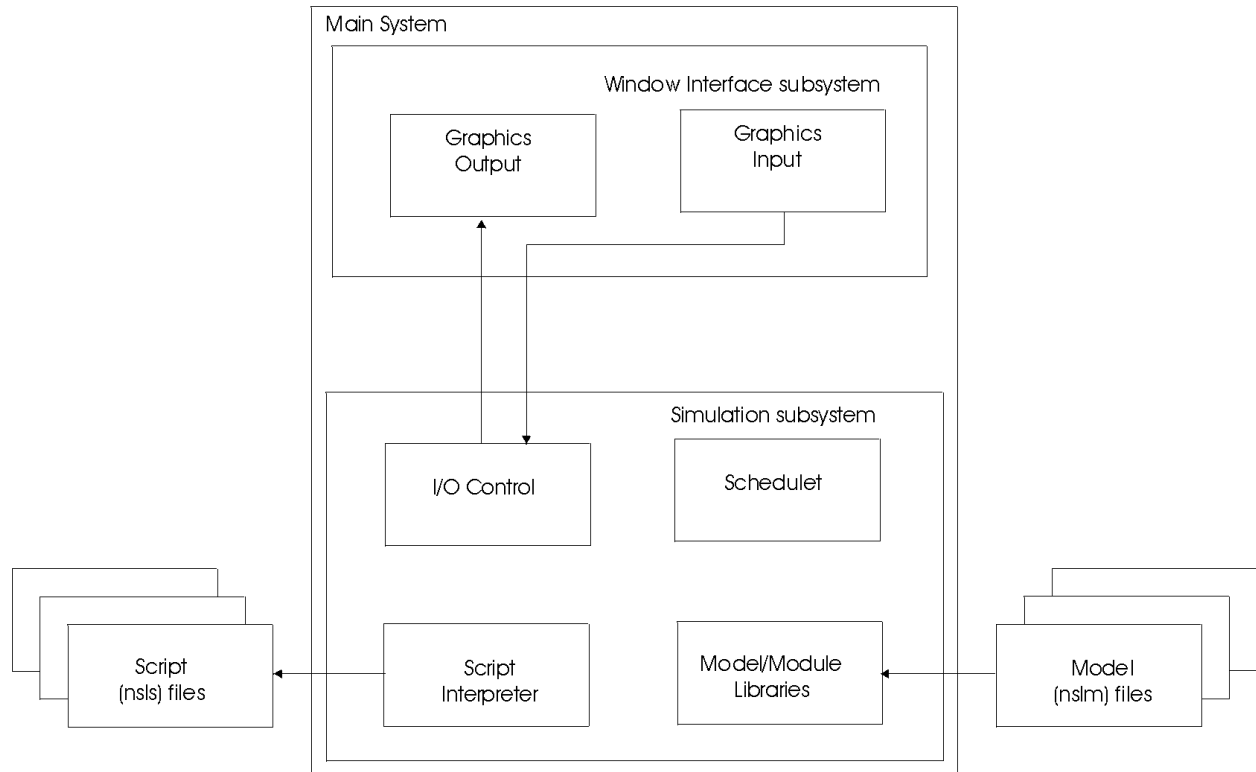 Main System
Window Interface subsystem
Graphics
Output
Graphics
Input
Simulation subsystem
I/O Control
Schedulet
Script
(nsls) files
Script
Interpreter
Model/Module
Libraries
Model
(nslm) files